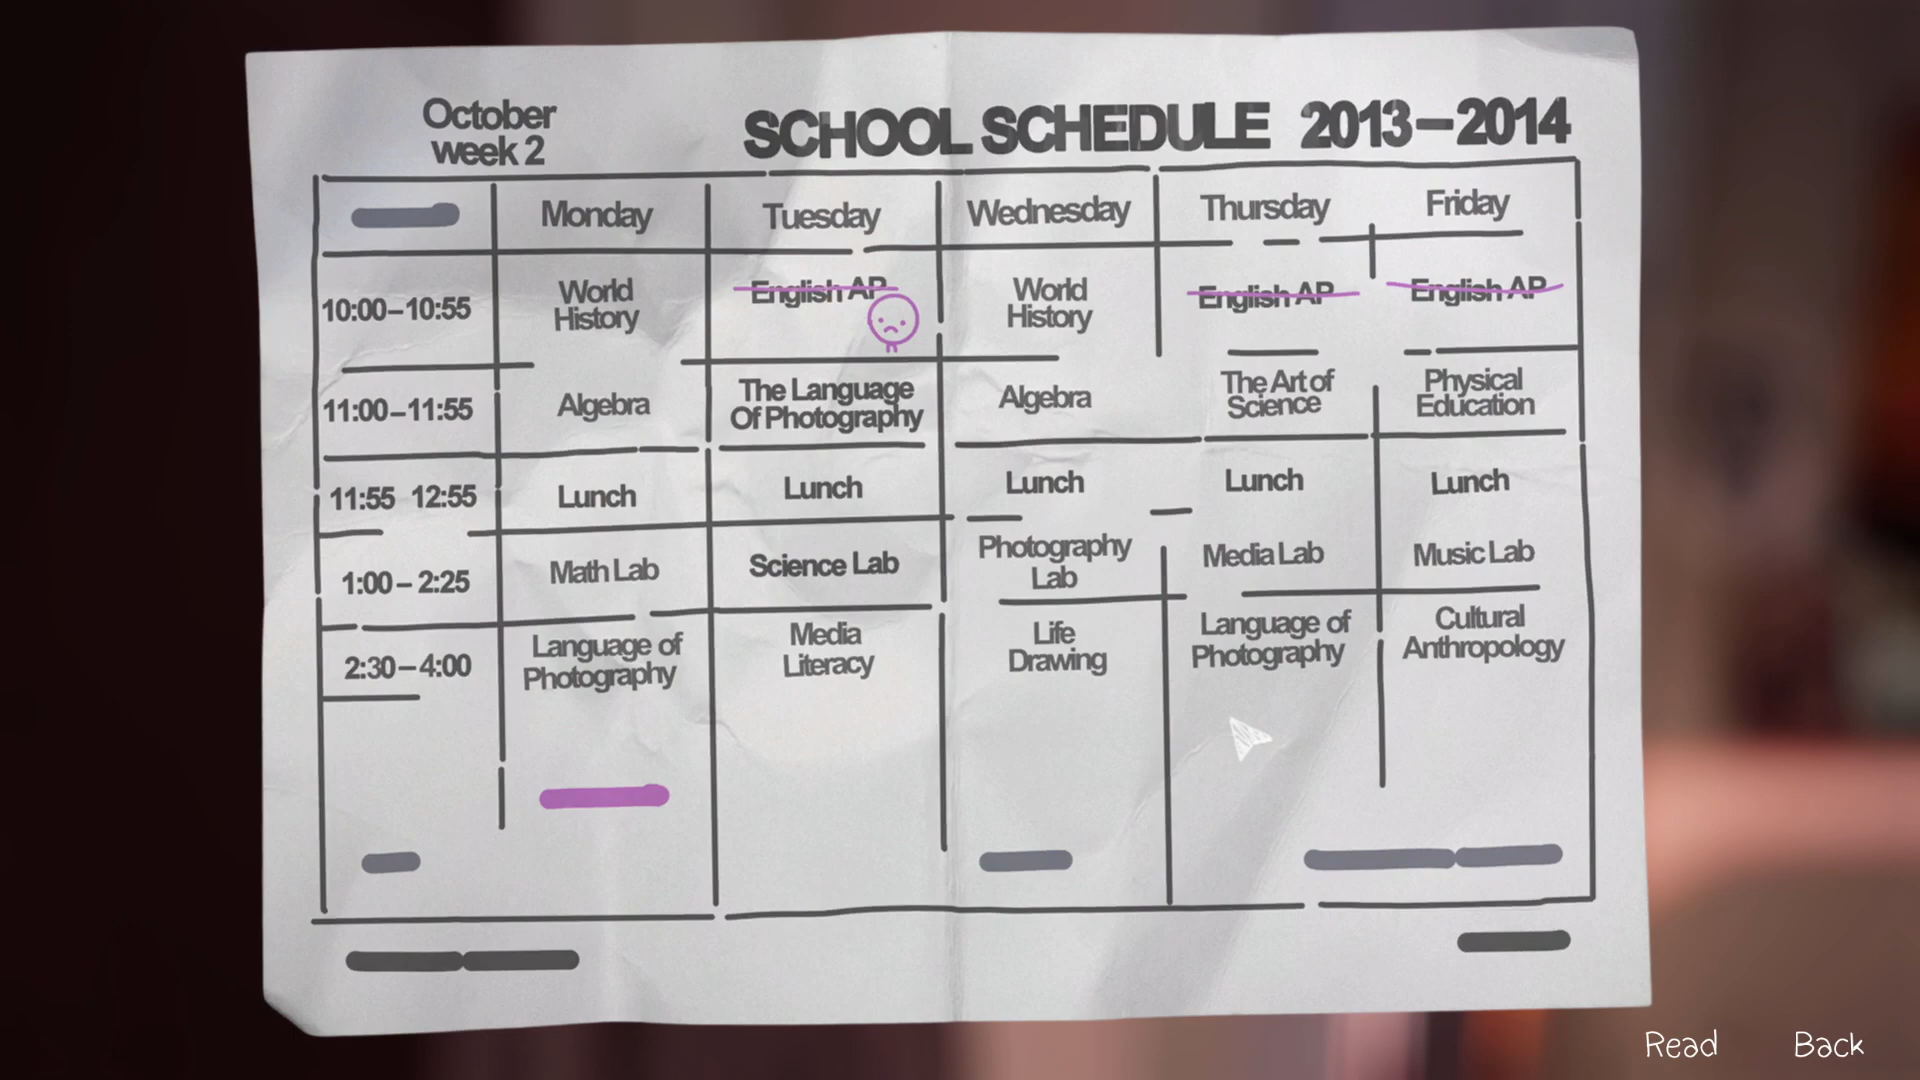 October
week 2
SCHOOL SCHEDULE 2013-2014
Monday
Tuesday
Wednesday
Thursday
Friday
10:00-10:55
World
History
English AP
World
History
English AP
English AP
11:00-11:55
Algebra
The Language
Of Photography
Algebra
The Art of
Science
Physical
Education
11:55 12:55
Lunch
Lunch
Lunch
Lunch
Lunch
1:00-2:25
Math Lab
Science Lab
Photography
Lab
Media Lab
Music Lab
2:30-4:00
Language of
Photography
Media
Literacy
Life
Drawing
Language of
Photography
Cultural
Anthropology
Read
Back